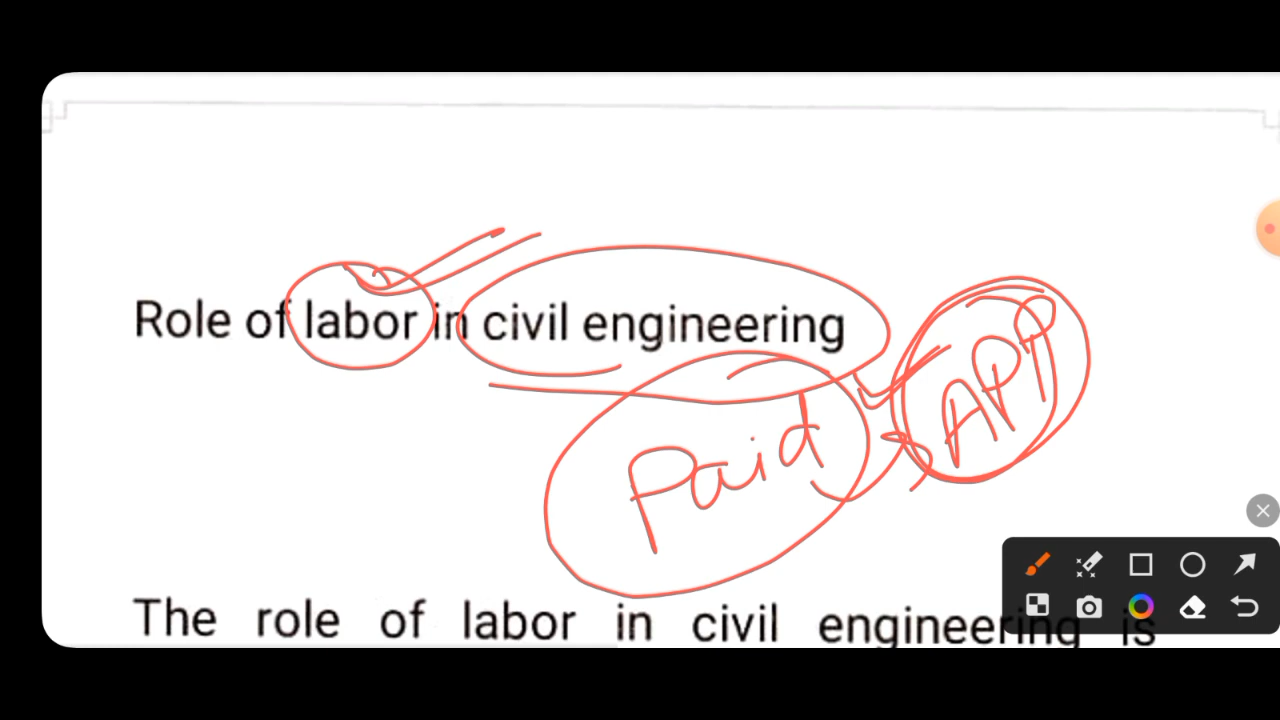 Role of labor in civil engineering
APP
Paid
The role of labor in civil engineering is